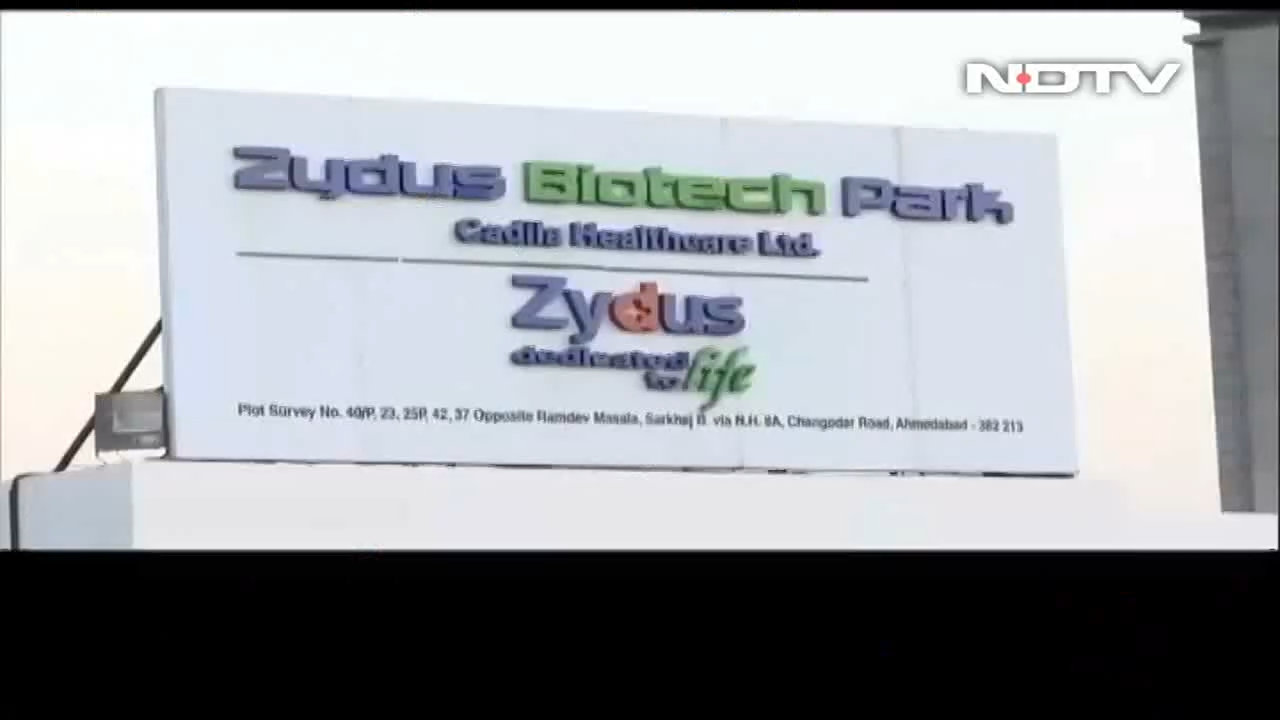 NDTV
Zydus Biotech Park
Cadila Healthcare Ltd.
Zydus
dedicated
to life
Plot Survey No. 40/P, 23, 25P, 42, 37 Opposite Ramdev Masala, Sarkhej B. via N.H. 8A, Changodar Road, Ahmedabad - 382 213